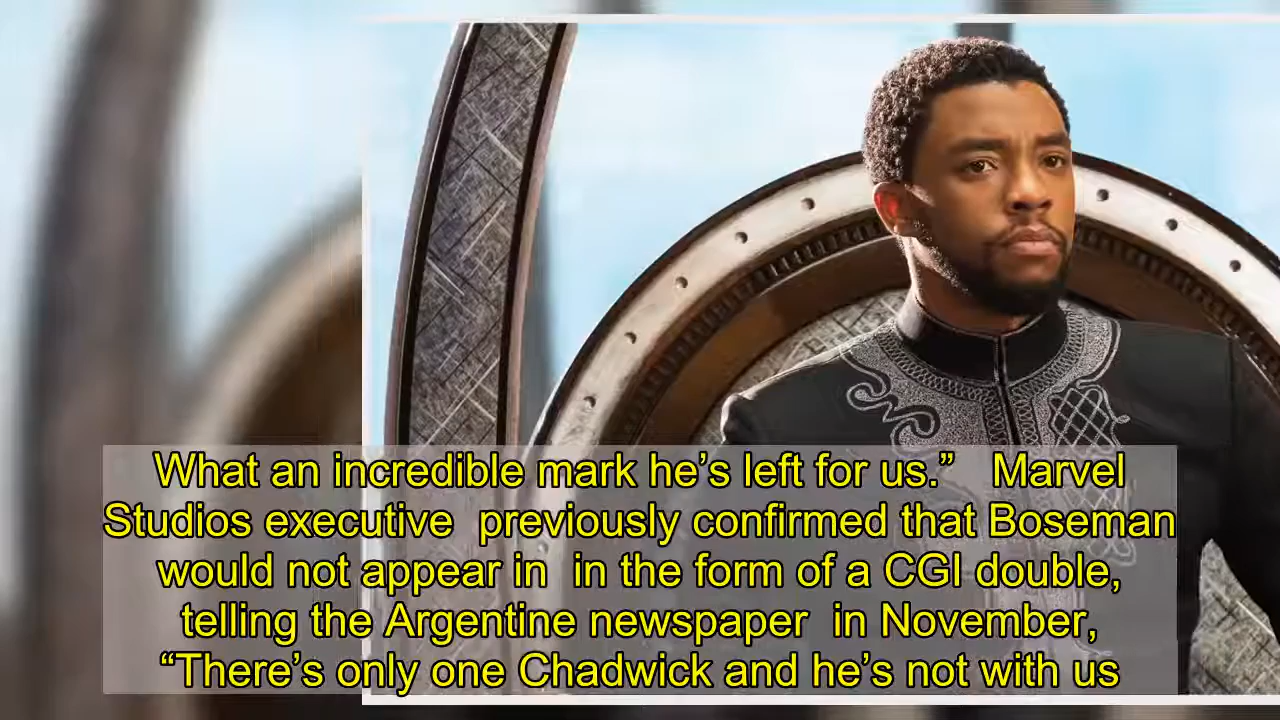 What an incredible mark he’s left for us.”   Marvel
Studios executive  previously confirmed that Boseman
would not appear in  in the form of a CGI double,
telling the Argentine newspaper  in November,
“There’s only one Chadwick and he’s not with us